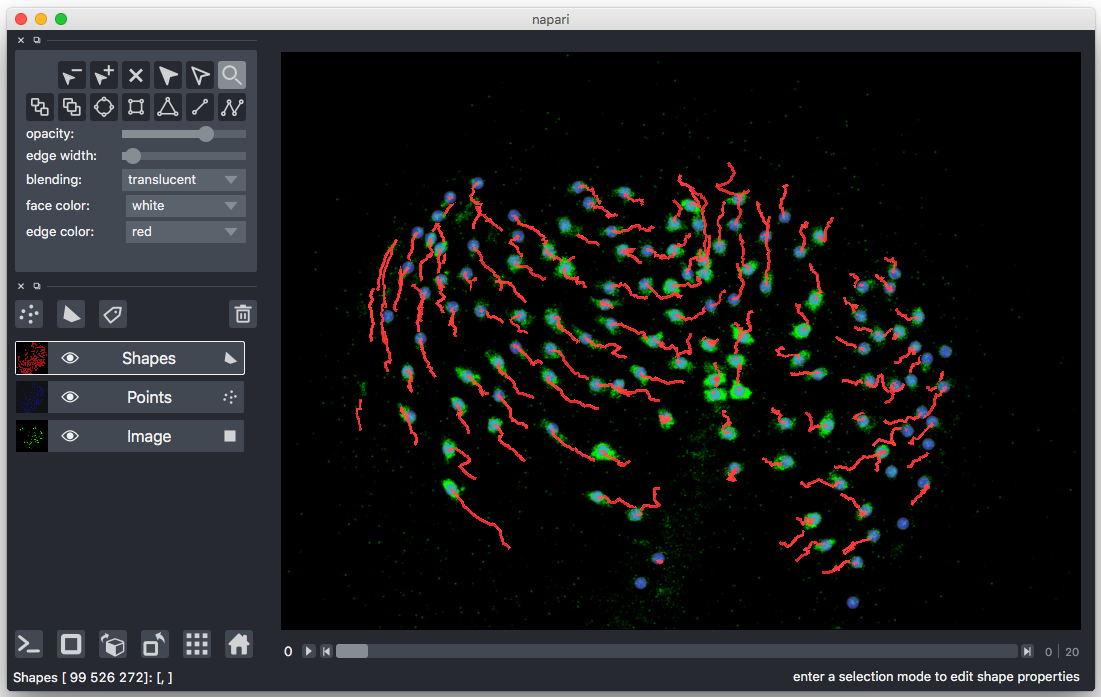 napari
opacity:
edge width:
blending: translucent
face color: white
edge color: red
Shapes
Points
Image
0 0 20
Shapes [ 99 526 272]: [, ] enter a selection mode to edit shape properties